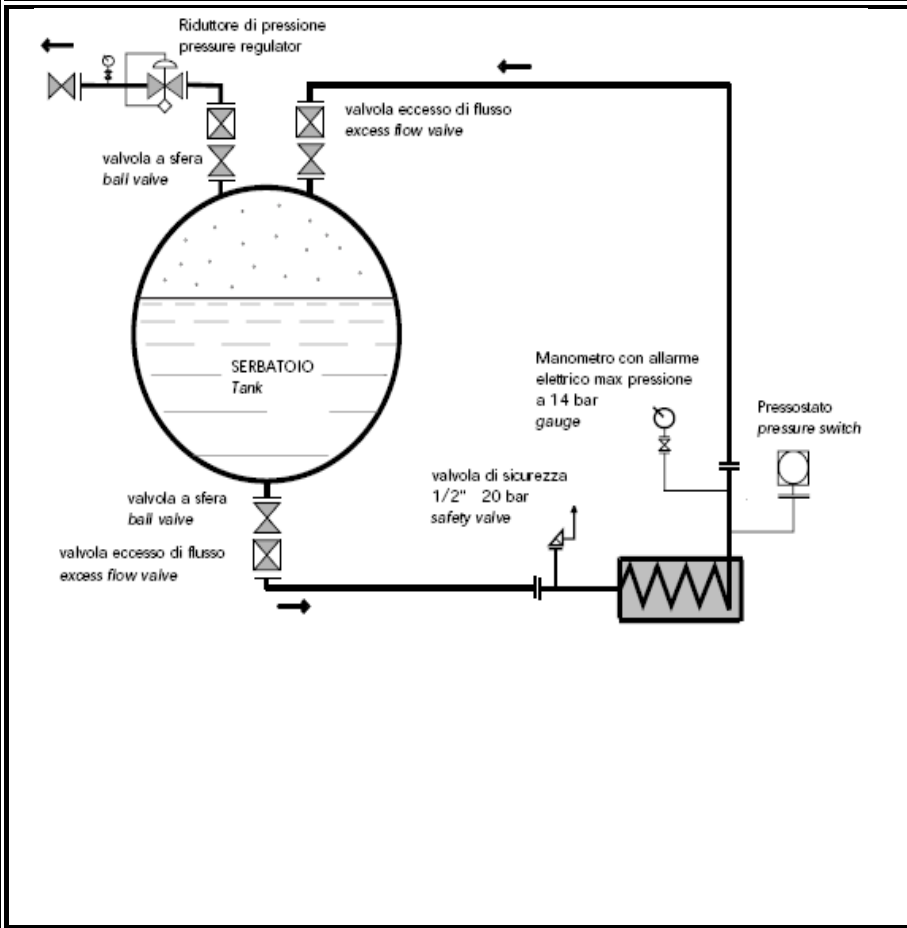 Riduttore di pressione
pressure regulator
valvola eccesso di flusso
excess flow valve
valvola a sfera
ball valve
SERBATOIO
Tank
Manometro con allarme
elettrico max pressione
a 14 bar
gauge
Pressostato
pressure switch
valvola di sicurezza
1/2" 20 bar
safety valve
valvola a sfera
ball valve
valvola eccesso di flusso
excess flow valve